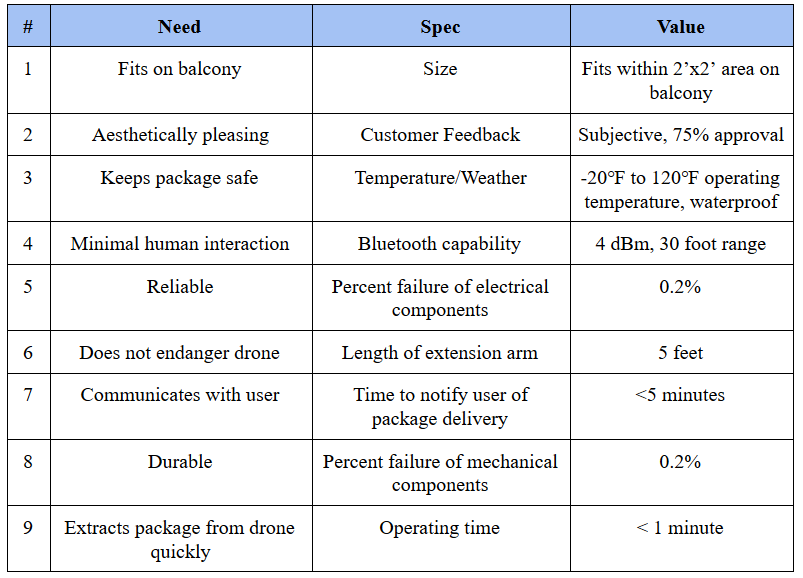 # Need Spec Value
1 Fits on balcony Size Fits within 2’x2’ area on
balcony
2 Aesthetically pleasing Customer Feedback Subjective, 75% approval
3 Keeps package safe Temperature/Weather -20℉ to 120℉ operating
temperature, waterproof
4 Minimal human interaction Bluetooth capability 4 dBm, 30 foot range
5 Reliable Percent failure of electrical 0.2%
components
6 Does not endanger drone Length of extension arm 5 feet
7 Communicates with user Time to notify user of <5 minutes
package delivery
8 Durable Percent failure of mechanical 0.2%
components
9 Extracts package from drone Operating time < 1 minute
quickly